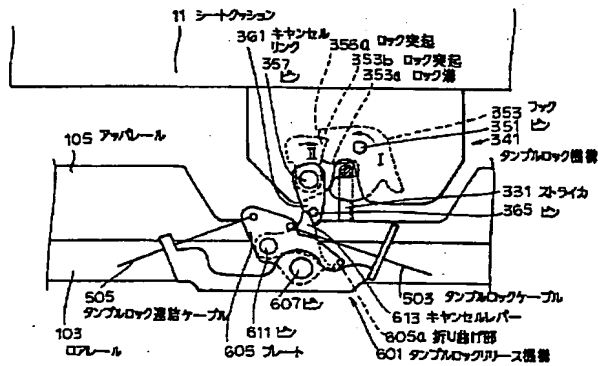 11 シートクッション
361 キャンセルリンク
357 ピン
355a ロック突起
353b ロック突起
353a ロック溝
353 フック
351 ピン
341 タンブルロック機構
II
I
105 アッパレール
331 ストライカ
365 ピン
505 タンブルロック連結ケーブル
607 ピン
503 タンブルロックケーブル
613 キャンセルレバー
611 ピン
605a 折り曲げ部
103 ロアレール
605 プレート
601 タンブルロックリリース機構